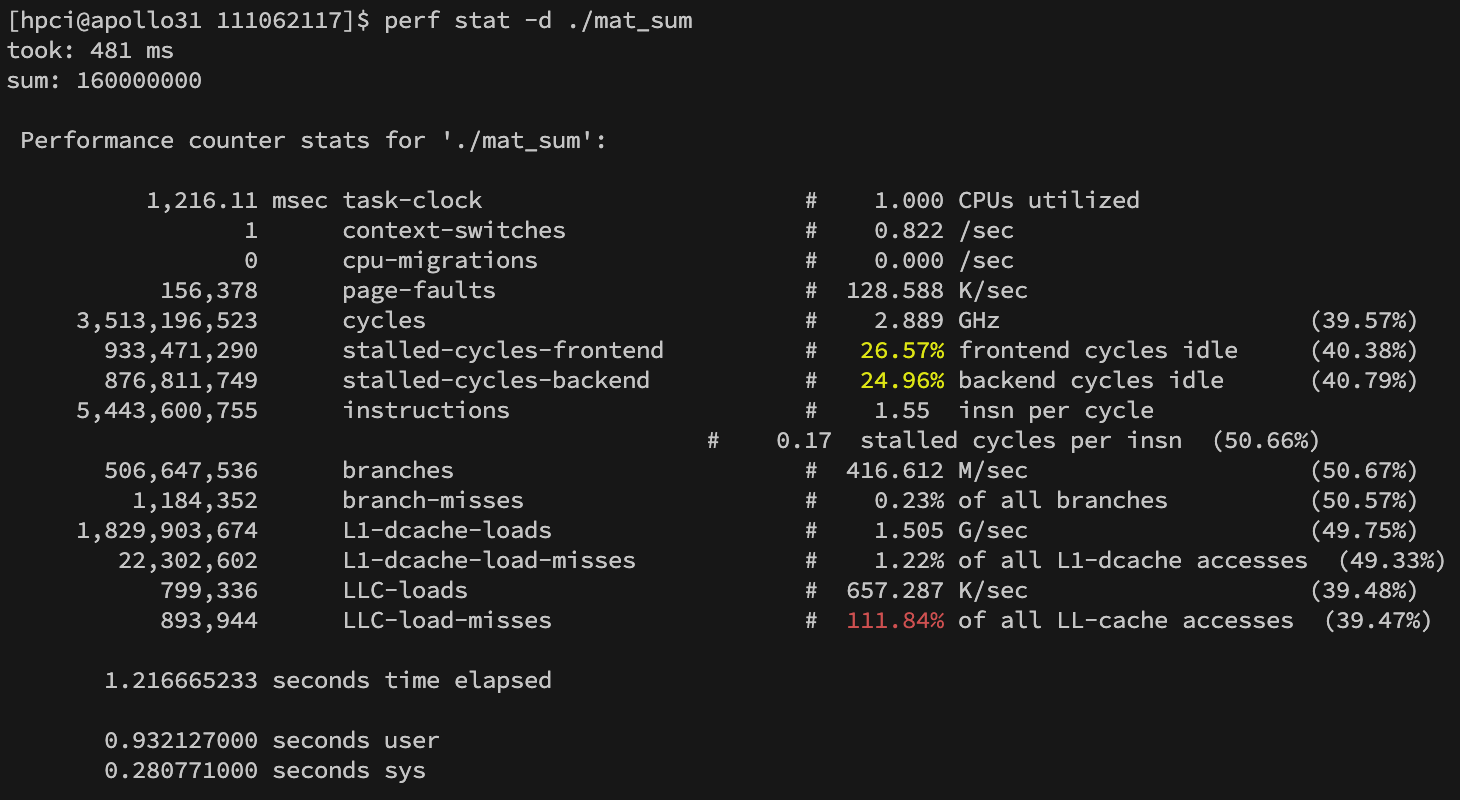 [hpci@apollo31 111062117]$ perf stat -d ./mat_sum
took: 481 ms
sum: 160000000
Performance counter stats for './mat_sum':
1,216.11 msec task-clock # 1.000 CPUs utilized
1 context-switches # 0.822 /sec
0 cpu-migrations # 0.000 /sec
156,378 page-faults # 128.588 K/sec
3,513,196,523 cycles # 2.889 GHz (39.57%)
933,471,290 stalled-cycles-frontend # 26.57% frontend cycles idle (40.38%)
876,811,749 stalled-cycles-backend # 24.96% backend cycles idle (40.79%)
5,443,600,755 instructions # 1.55 insn per cycle
# 0.17 stalled cycles per insn (50.66%)
506,647,536 branches # 416.612 M/sec (50.67%)
1,184,352 branch-misses # 0.23% of all branches (50.57%)
1,829,903,674 L1-dcache-loads # 1.505 G/sec (49.75%)
22,302,602 L1-dcache-load-misses # 1.22% of all L1-dcache accesses (49.33%)
799,336 LLC-loads # 657.287 K/sec (39.48%)
893,944 LLC-load-misses # 111.84% of all LL-cache accesses (39.47%)
1.216665233 seconds time elapsed
0.932127000 seconds user
0.280771000 seconds sys